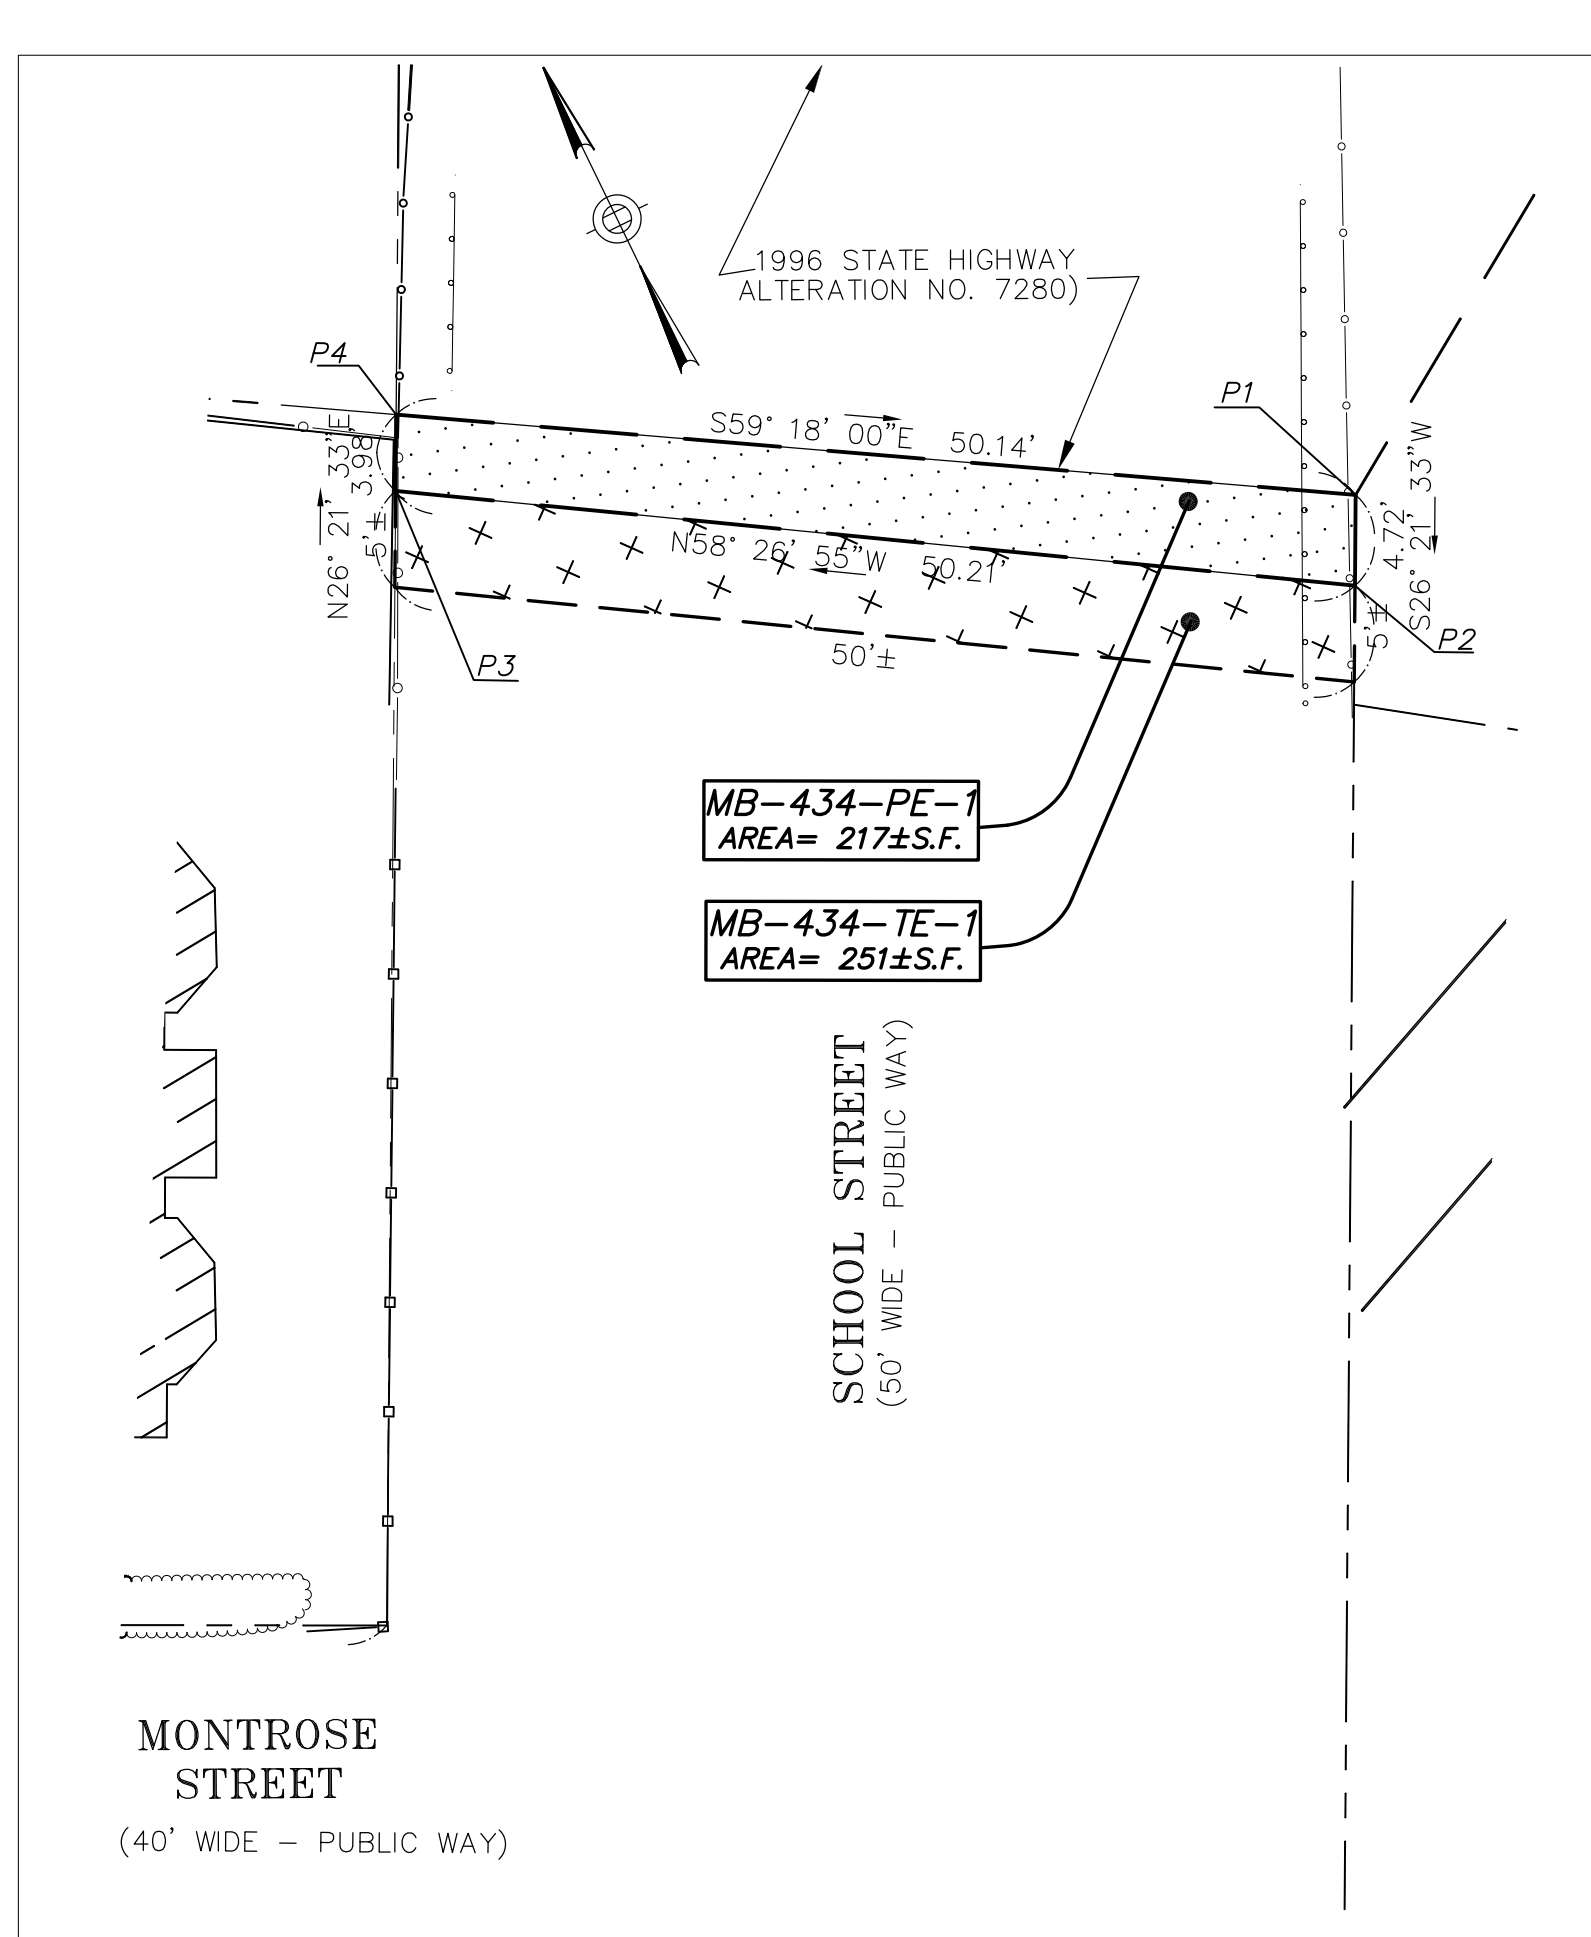 1996 STATE HIGHWAY
ALTERATION NO. 7280)
P4
P1
S59° 18' 00"E 50.14'
N26° 21' 33"E
3.98'
5'±
N58° 26' 55"W 50.21'
4.72'
S26° 21' 33"W
5'±
P2
P3
50'±
MB-434-PE-1
AREA= 217±S.F.
MB-434-TE-1
AREA= 251±S.F.
SCHOOL STREET
(50' WIDE - PUBLIC WAY)
MONTROSE
STREET
(40' WIDE - PUBLIC WAY)